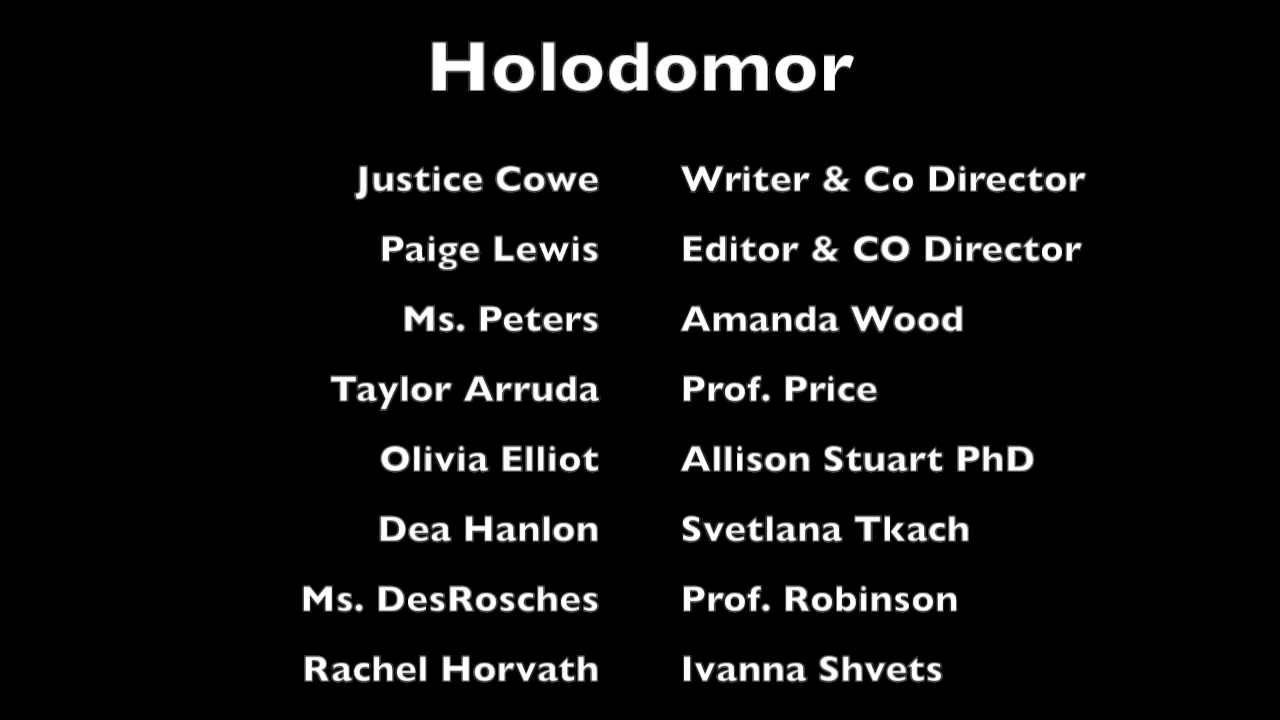 Holodomor
Justice Cowe Writer & Co Director
Paige Lewis Editor & CO Director
Ms. Peters Amanda Wood
Taylor Arruda Prof. Price
Olivia Elliot Allison Stuart PhD
Dea Hanlon Svetlana Tkach
Ms. DesRosches Prof. Robinson
Rachel Horvath Ivanna Shvets